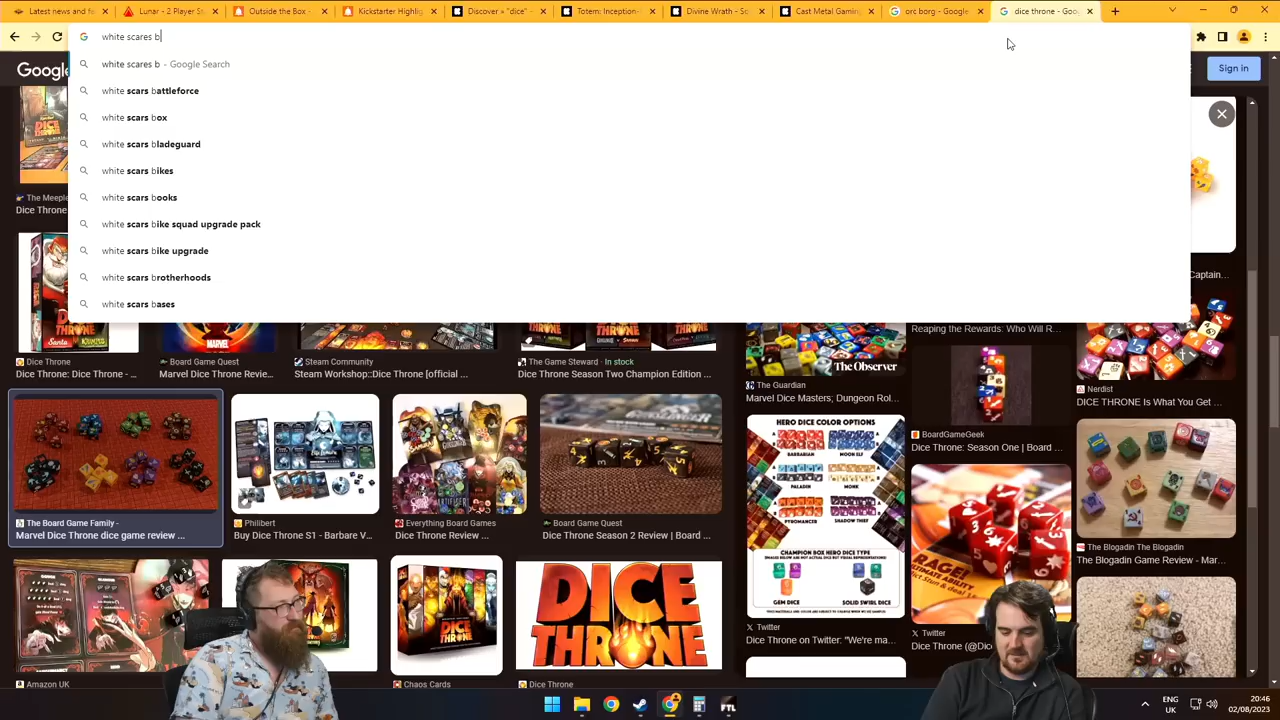 Latest news and fe
Lunar - 2 Player St
Outside the Box -
Kickstarter Highlig
Discover » "dice" -
Totem: Inception-
Divine Wrath - So
Cast Metal Gaming
orc borg - Google
dice throne - Goo
white scares b
Google
Sign in
white scares b - Google Search
white scars battleforce
white scars box
white scars bladeguard
white scars bikes
white scars books
white scars bike squad upgrade pack
white scars bike upgrade
white scars brotherhoods
white scars bases
The Meeple
Dice Throne
Captain...
Reaping the Rewards: Who Will R...
Dice Throne
Dice Throne: Dice Throne - ...
MARVEL
Board Game Quest
Marvel Dice Throne Revie...
Steam Community
Steam Workshop::Dice Throne [official ...
The Game Steward · In stock
Dice Throne Season Two Champion Edition ...
The Observer
The Guardian
Marvel Dice Masters; Dungeon Rol...
Nerdist
DICE THRONE Is What You Get ...
BoardGameGeek
Dice Throne: Season One | Board ...
The Board Game Family -
Marvel Dice Throne dice game review ...
Philibert
Buy Dice Throne S1 - Barbare V...
Everything Board Games
Dice Throne Review ...
Board Game Quest
Dice Throne Season 2 Review | Board ...
HERO DICE COLOR OPTIONS
BARBARIAN
MOON ELF
PALADIN
MONK
PYROMANCER
SHADOW THIEF
CHAMPION BOX HERO DICE TYPE
GEM DICE
SOLID SWIRL DICE
Twitter
Dice Throne on Twitter: "We're ma...
Twitter
Dice Throne (@Dice
The Blogadin The Blogadin
The Blogadin Game Review - Mar...
Amazon UK
DICE THRONE
Chaos Cards
DICE
THRONE
Dice Throne
FTL
ENG
UK
20:46
02/08/2023